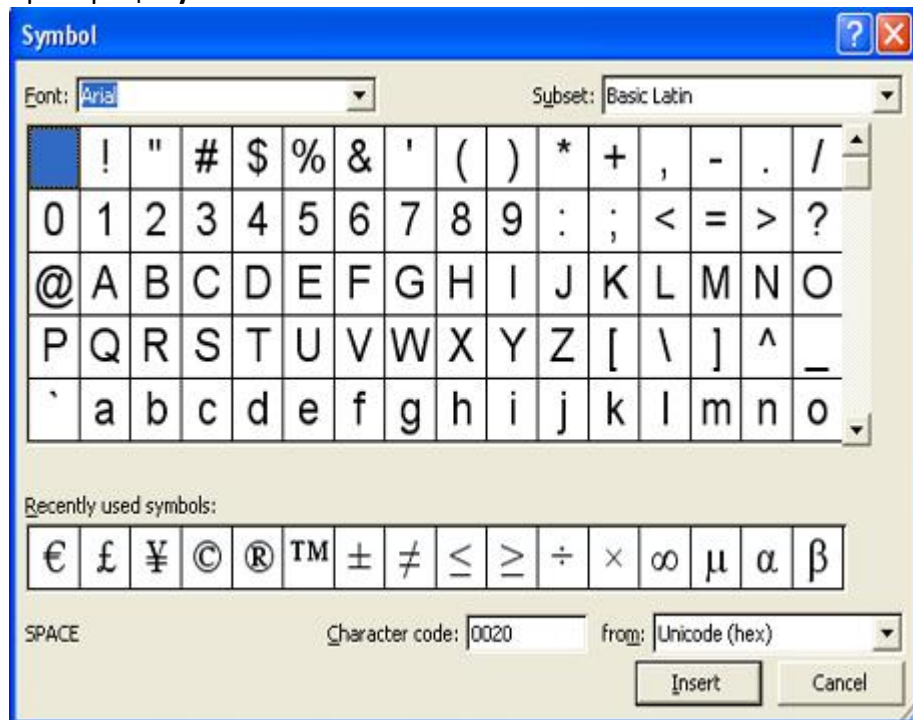 Symbol
Font: Arial Subset: Basic Latin
! " # $ % & ' ( ) * + , - . /
0 1 2 3 4 5 6 7 8 9 : ; < = > ?
@ A B C D E F G H I J K L M N O
P Q R S T U V W X Y Z [ \ ] ^ _
` a b c d e f g h i j k l m n o
Recently used symbols:
€ £ ¥ © ® ™ ± ≠ ≤ ≥ ÷ × ∞ µ α β
SPACE Character code: 0020 from: Unicode (hex)
Insert Cancel